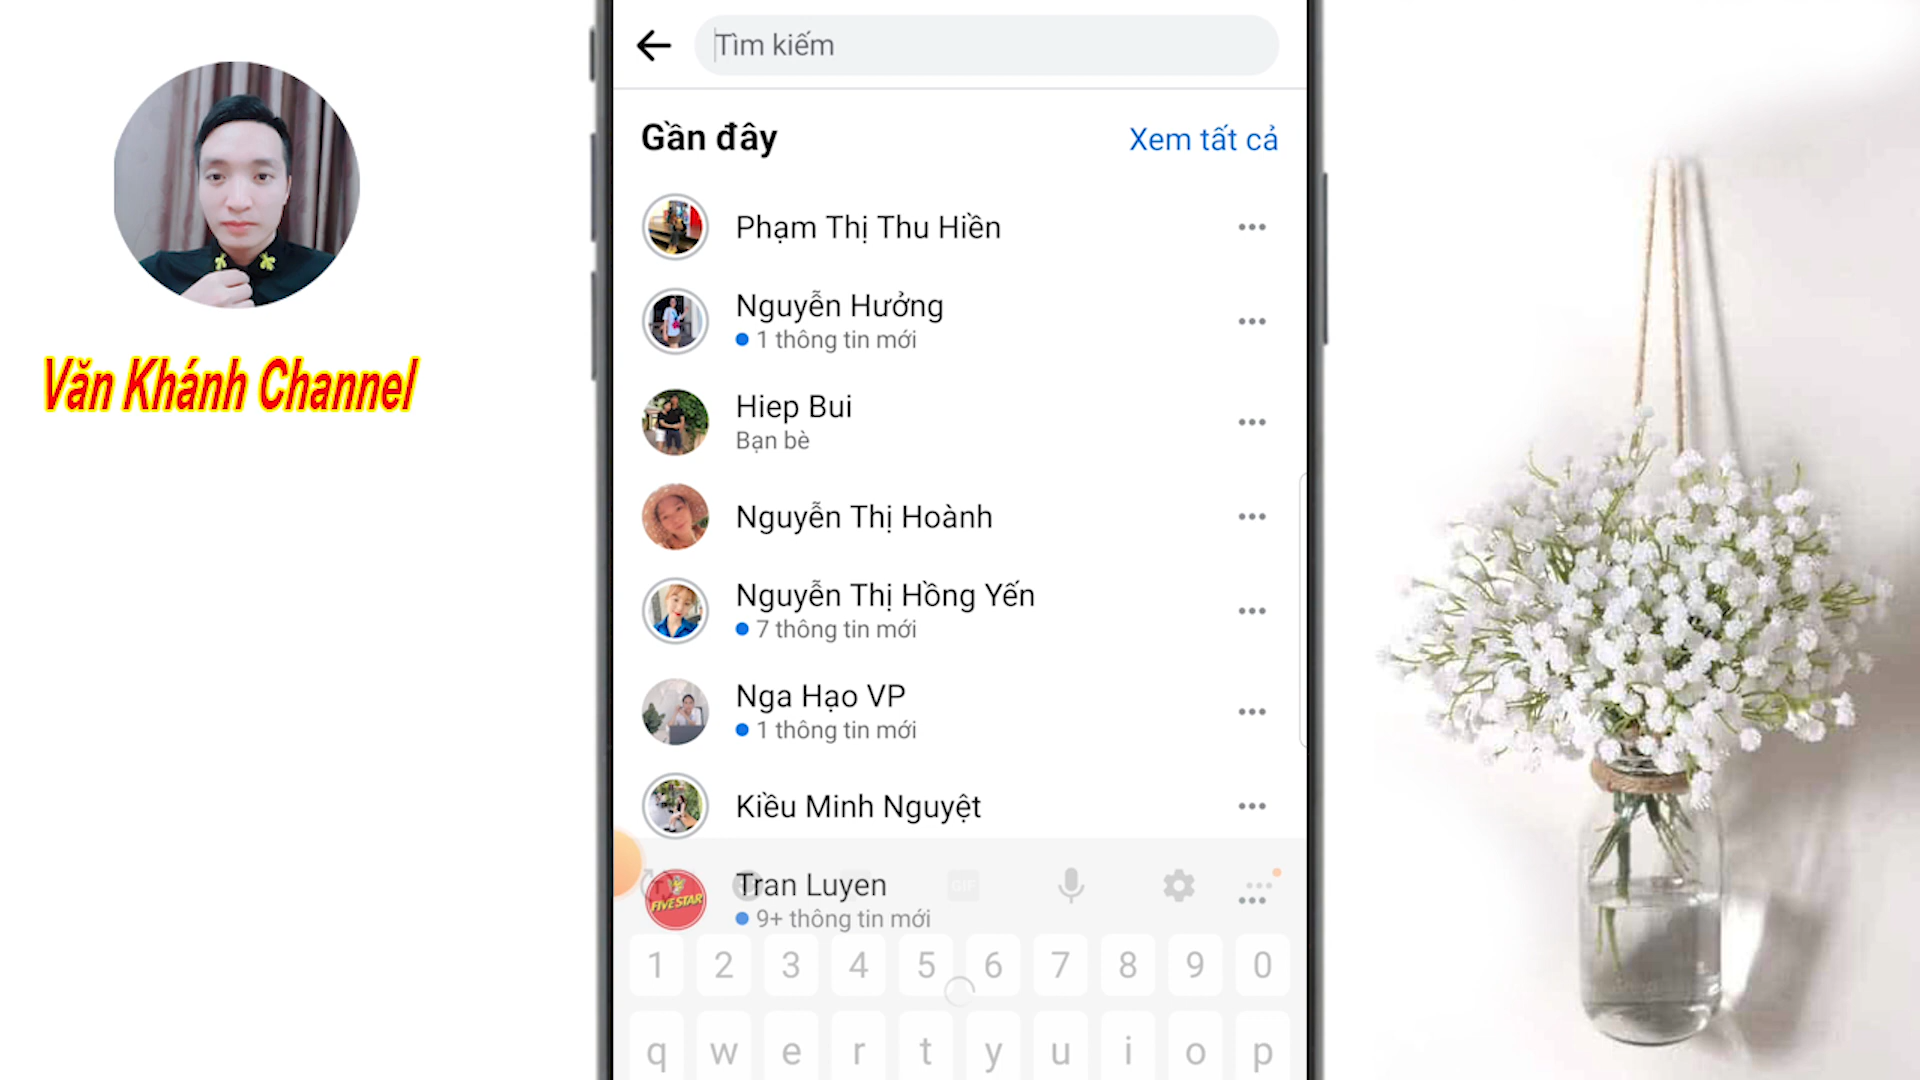 Văn Khánh Channel
Tìm kiếm
Gần đây
Xem tất cả
Phạm Thị Thu Hiền
Nguyễn Hưởng
1 thông tin mới
Hiep Bui
Bạn bè
Nguyễn Thị Hoành
Nguyễn Thị Hồng Yến
7 thông tin mới
Nga Hạo VP
1 thông tin mới
Kiều Minh Nguyệt
FIVE STAR
Tran Luyen
GIF
9+ thông tin mới
1 2 3 4 5 6 7 8 9 0
q w e r t y u i o p